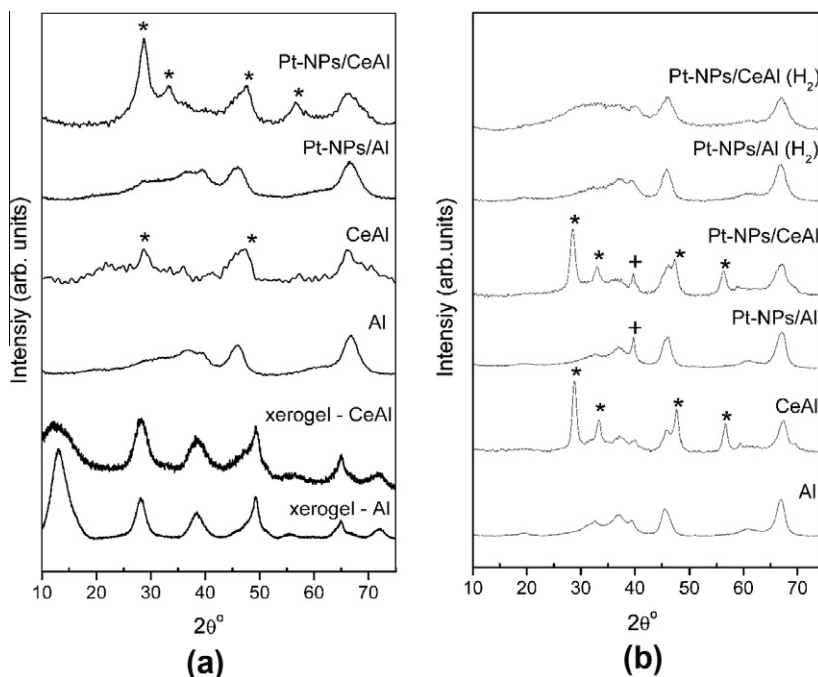 Intensity (arb. units)
*
*
*
*
Pt-NPs/CeAl
Pt-NPs/Al
*
*
CeAl
Al
xerogel - CeAl
xerogel - Al
10 20 30 40 50 60 70
2θ°
(a)
Intensity (arb.units)
Pt-NPs/CeAl (H₂)
Pt-NPs/Al (H₂)
Pt-NPs/CeAl
*
*
+
*
*
Pt-NPs/Al
+
*
*
*
*
CeAl
Al
10 20 30 40 50 60 70
2θ°
(b)